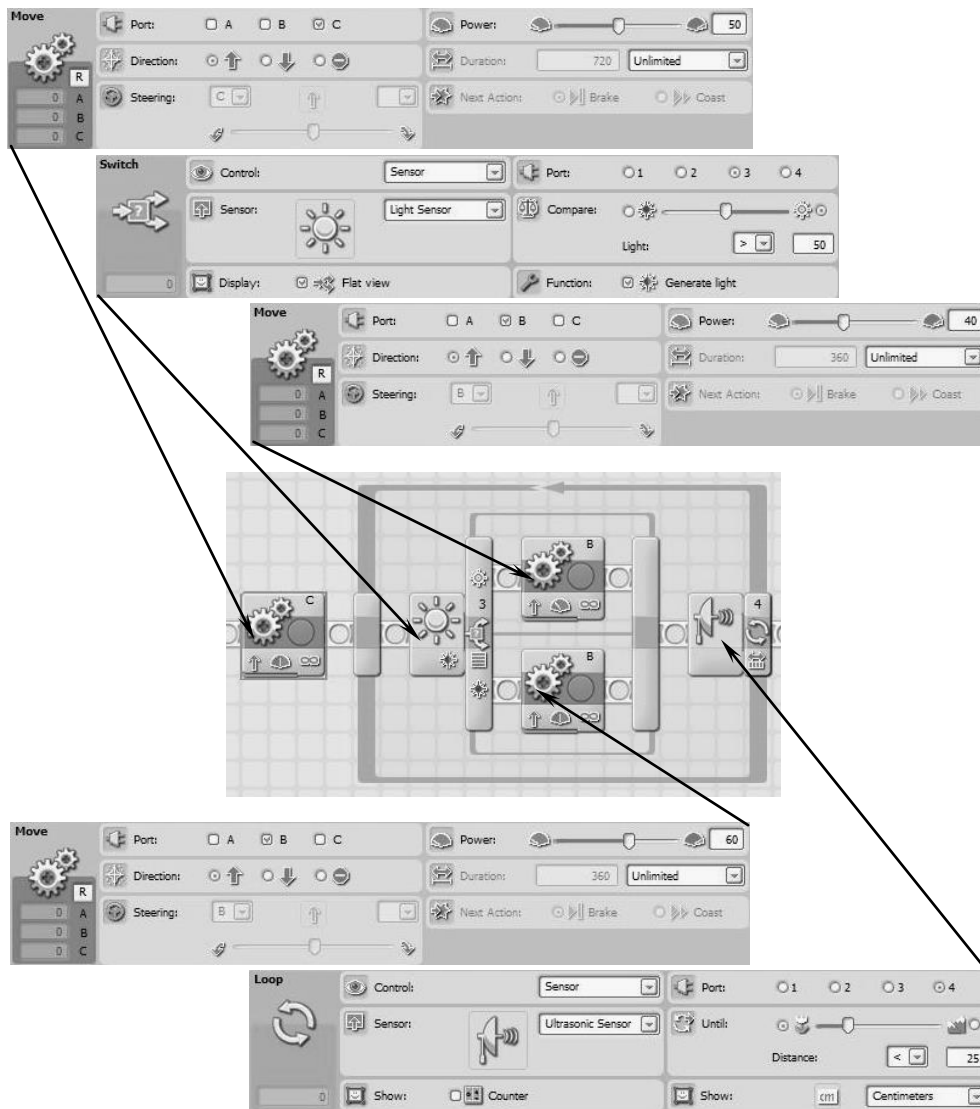 Move
Port: A B C
Power: 50
Direction:
Duration: 720 Unlimited
R
0 A
0 B
0 C
Steering: C
Next Action: Brake Coast
Switch
Control: Sensor
Port: 1 2 3 4
Sensor: Light Sensor
Compare:
Light: > 50
0
Display: Flat view
Function: Generate light
Move
Port: A B C
Power: 40
Direction:
Duration: 360 Unlimited
R
0 A
0 B
0 C
Steering: B
Next Action: Brake Coast
B
C
3
4
B
Move
Port: A B C
Power: 60
Direction:
Duration: 360 Unlimited
R
0 A
0 B
0 C
Steering: B
Next Action: Brake Coast
Loop
Control: Sensor
Port: 1 2 3 4
Sensor: Ultrasonic Sensor
Until:
Distance: < 25
0
Show: Counter
Show: cm Centimeters